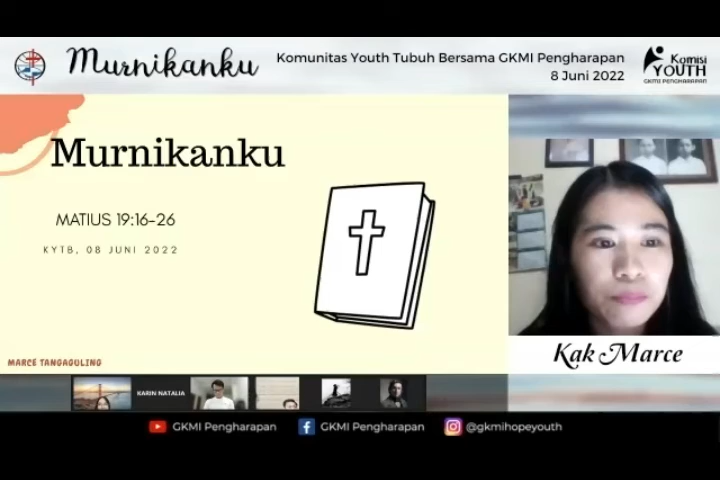 Murnikanku
Komunitas Youth Tubuh Bersama GKMI Pengharapan
8 Juni 2022
Komisi
YOUTH
GKMI PENGHARAPAN
Murnikanku
MATIUS 19:16-26
KYTB, 08 JUNI 2022
MARCE TANGAGULING
Kak Marce
KARIN NATALIA
GKMI Pengharapan
GKMI Pengharapan
@gkmihopeyouth